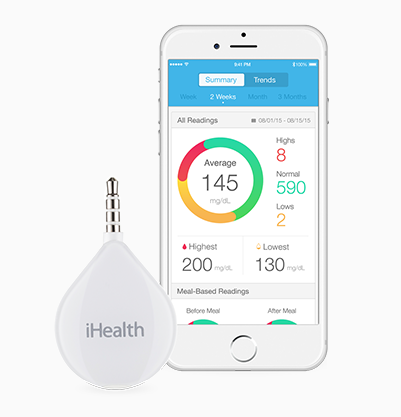 9:41 PM
100%
Summary
Trends
Week
2 Weeks
Month
3 Months
All Readings
08/01/15 - 08/15/15
Average
145
mg/dL
Highs
8
Normal
590
Lows
2
Highest
200 mg/dL
Lowest
130 mg/dL
Meal-Based Readings
Before Meal
After Meal
iHealth